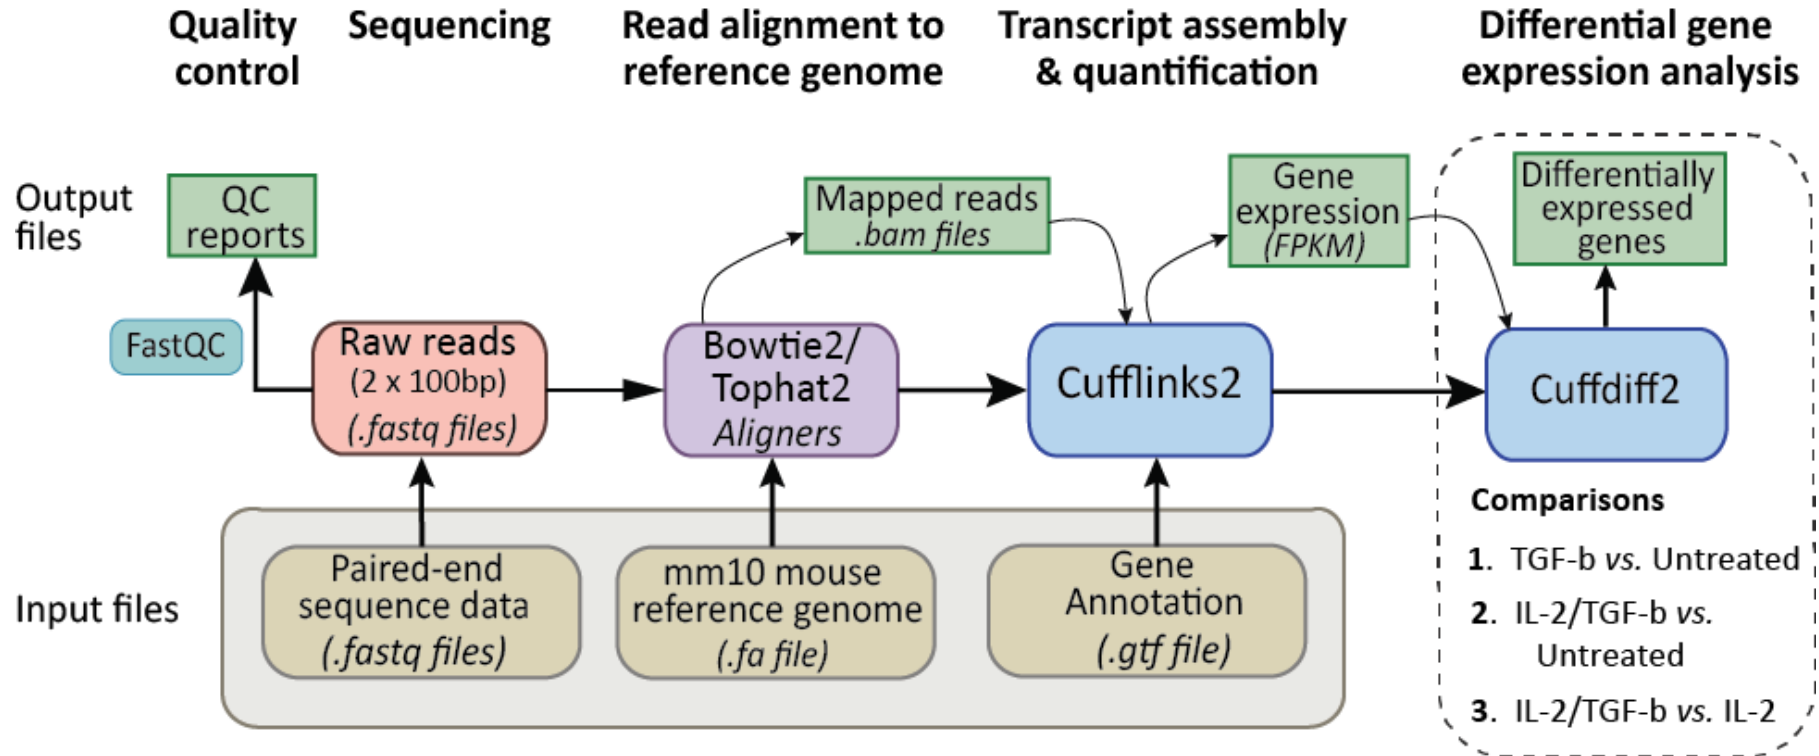 Quality
control
Sequencing
Read alignment to
reference genome
Transcript assembly
& quantification
Differential gene
expression analysis
Output
files
QC
reports
Mapped reads
.bam files
Gene
expression
(FPKM)
Differentially
expressed
genes
FastQC
Raw reads
(2 x 100bp)
(.fastq files)
Bowtie2/
Tophat2
Aligners
Cufflinks2
Cuffdiff2
Input files
Paired-end
sequence data
(.fastq files)
mm10 mouse
reference genome
(.fa file)
Gene
Annotation
(.gtf file)
Comparisons
1. TGF-b vs. Untreated
2. IL-2/TGF-b vs.
Untreated
3. IL-2/TGF-b vs. IL-2